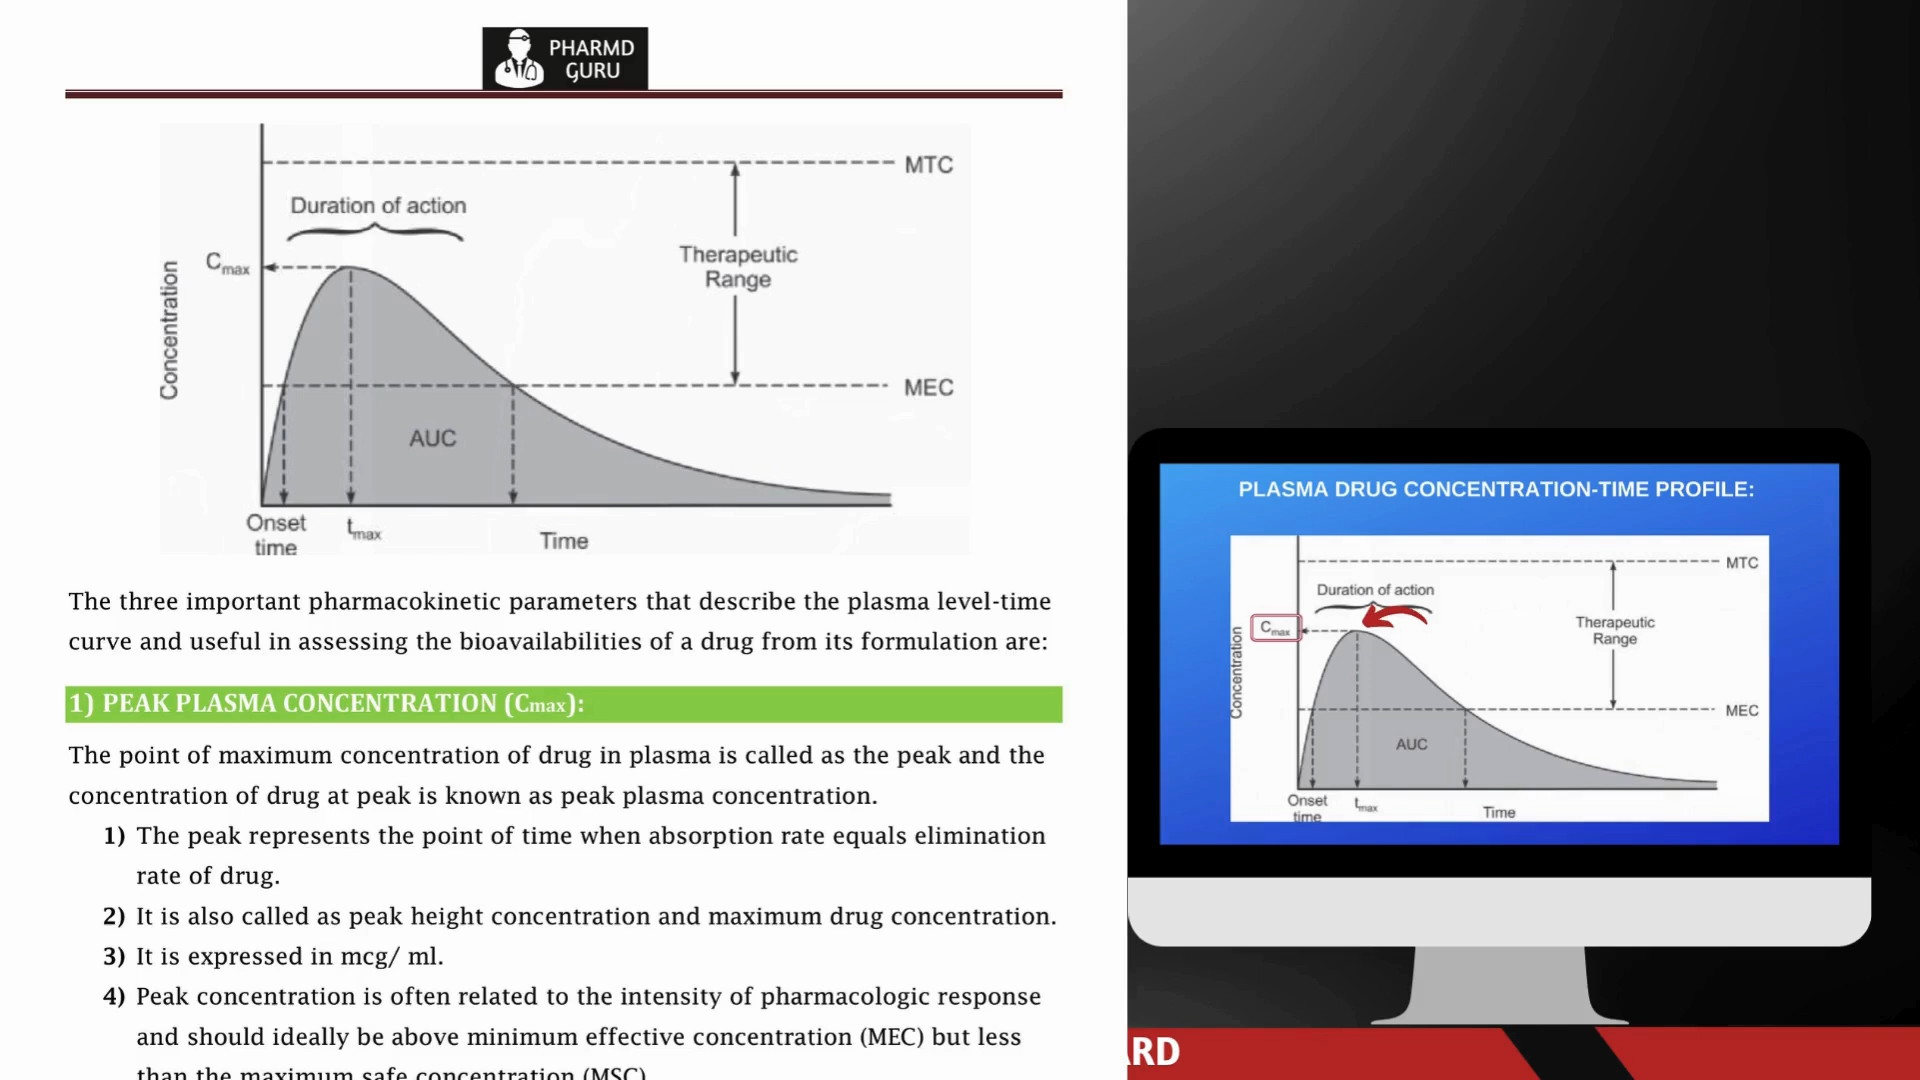 PHARMD
GURU
MTC
Duration of action
Cmax
Therapeutic
Range
Concentration
MEC
AUC
Onset
time
tmax
Time
The three important pharmacokinetic parameters that describe the plasma level-time
curve and useful in assessing the bioavailabilities of a drug from its formulation are:
1) PEAK PLASMA CONCENTRATION (Cmax):
The point of maximum concentration of drug in plasma is called as the peak and the
concentration of drug at peak is known as peak plasma concentration.
1) The peak represents the point of time when absorption rate equals elimination
rate of drug.
2) It is also called as peak height concentration and maximum drug concentration.
3) It is expressed in mcg/ ml.
4) Peak concentration is often related to the intensity of pharmacologic response
and should ideally be above minimum effective concentration (MEC) but less
than the maximum safe concentration (MSC)
PLASMA DRUG CONCENTRATION-TIME PROFILE:
MTC
Duration of action
Cmax
Therapeutic
Range
Concentration
MEC
AUC
Onset
time
tmax
Time
ARD